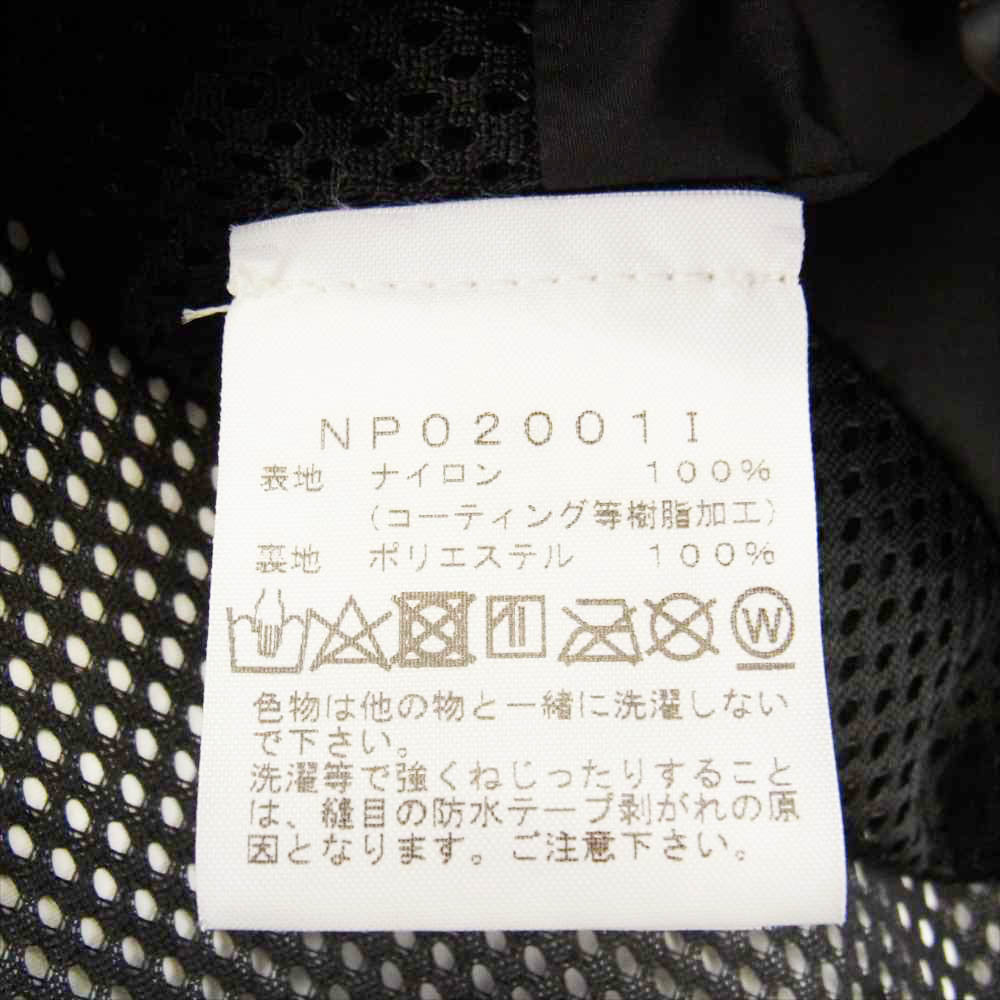 NP02001I
表地 ナイロン 100%
(コーティング等樹脂加工)
裏地 ポリエステル 100%
W
色物は他の物と一緒に洗濯しない
で下さい。
洗濯等で強くねじったりすること
は、縫目の防水テープ剥がれの原
因となります。ご注意下さい。